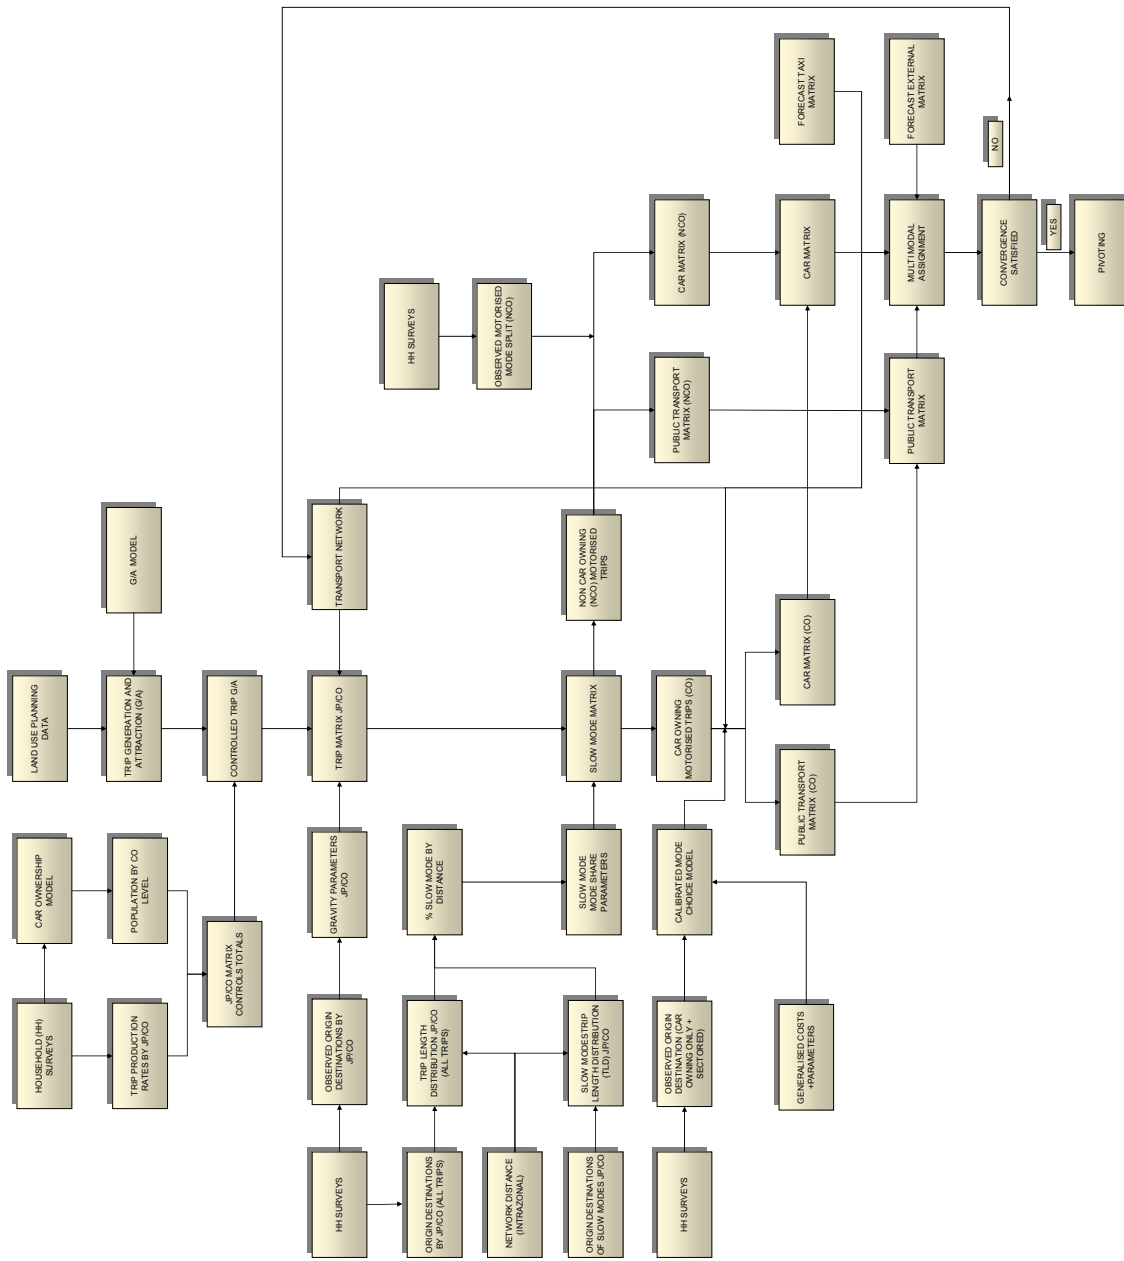 LAND USE PLANNING
DATA
G/A MODEL
TRIP GENERATION AND
ATTRACTION (G/A)
CONTROLLED TRIP G/A
HOUSEHOLD (HH)
SURVEYS
CAR OWNERSHIP
MODEL
TRIP PRODUCTION
RATES BY JP/CO
POPULATION BY CO
LEVEL
JP/CO MATRIX
CONTROLS TOTALS
HH SURVEYS
OBSERVED ORIGIN
DESTINATIONS BY
JP/CO
GRAVITY PARAMETERS
JP/CO
TRIP MATRIX JP/CO
TRANSPORT NETWORK
ORIGIN DESTINATIONS
BY JP/CO (ALL TRIPS)
TRIP LENGTH
DISTRIBUTION JP/CO
(ALL TRIPS)
% SLOW MODE BY
DISTANCE
HH SURVEYS
NETWORK DISTANCE
(INTRAZONAL)
OBSERVED MOTORISED
MODE SPLIT (NCO)
ORIGIN DESTINATIONS
OF SLOW MODES JP/CO
SLOW MODESTRIP
LENGTH DISTRIBUTION
(TLD) JP/CO
SLOW MODE
MODE SHARE
PARAMETERS
SLOW MODE MATRIX
NON CAR OWNING
(NCO) MOTORISED
TRIPS
HH SURVEYS
OBSERVED ORIGIN
DESTINATION (CAR
OWNING ONLY +
SECTORED)
CALIBRATED MODE
CHOICE MODEL
CAR OWNING
MOTORISED TRIPS (CO)
PUBLIC TRANSPORT
MATRIX (NCO)
CAR MATRIX (NCO)
GENERALISED COSTS
+PARAMETERS
PUBLIC TRANSPORT
MATRIX (CO)
CAR MATRIX (CO)
CAR MATRIX
FORECAST TAXI
MATRIX
PUBLIC TRANSPORT
MATRIX
MULTI MODAL
ASSIGNMENT
FORECAST EXTERNAL
MATRIX
CONVERGENCE
SATISFIED
NO
YES
PIVOTING